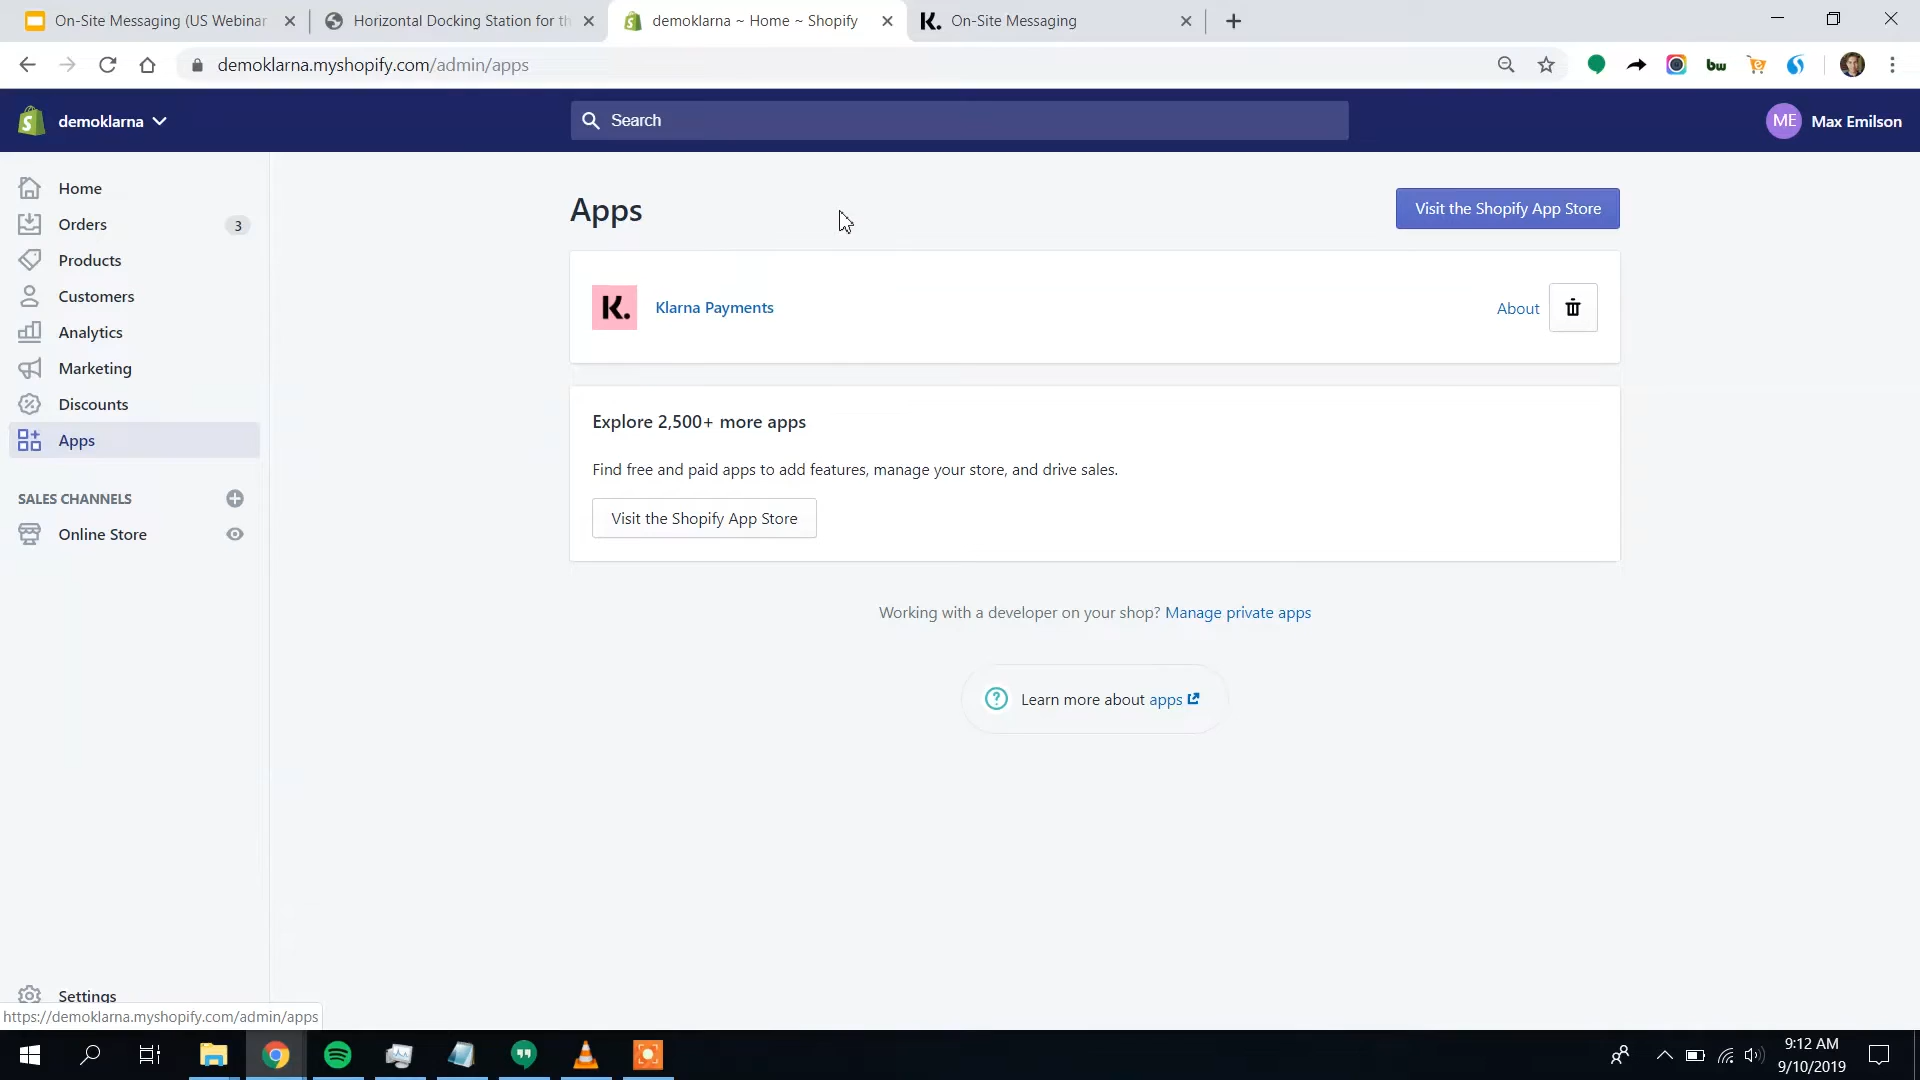 On-Site Messaging (US Webinar
Horizontal Docking Station for th
demoklarna ~ Home ~ Shopify
K. On-Site Messaging
demoklarna.myshopify.com/admin/apps
bw
demoklarna
Search
ME Max Emilson
Home
Orders 3
Products
Customers
Analytics
Marketing
Discounts
Apps
SALES CHANNELS
Online Store
Settings
Apps
Visit the Shopify App Store
K. Klarna Payments
About
Explore 2,500+ more apps
Find free and paid apps to add features, manage your store, and drive sales.
Visit the Shopify App Store
Working with a developer on your shop? Manage private apps
? Learn more about apps
https://demoklarna.myshopify.com/admin/apps
9:12 AM
9/10/2019